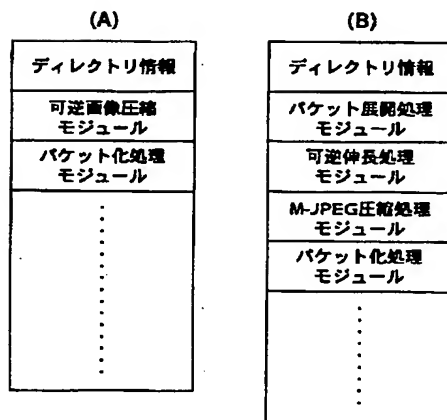 (A)
ディレクトリ情報
可逆画像圧縮
モジュール
パケット化処理
モジュール
(B)
ディレクトリ情報
パケット展開処理
モジュール
可逆伸長処理
モジュール
M-JPEG圧縮処理
モジュール
パケット化処理
モジュール